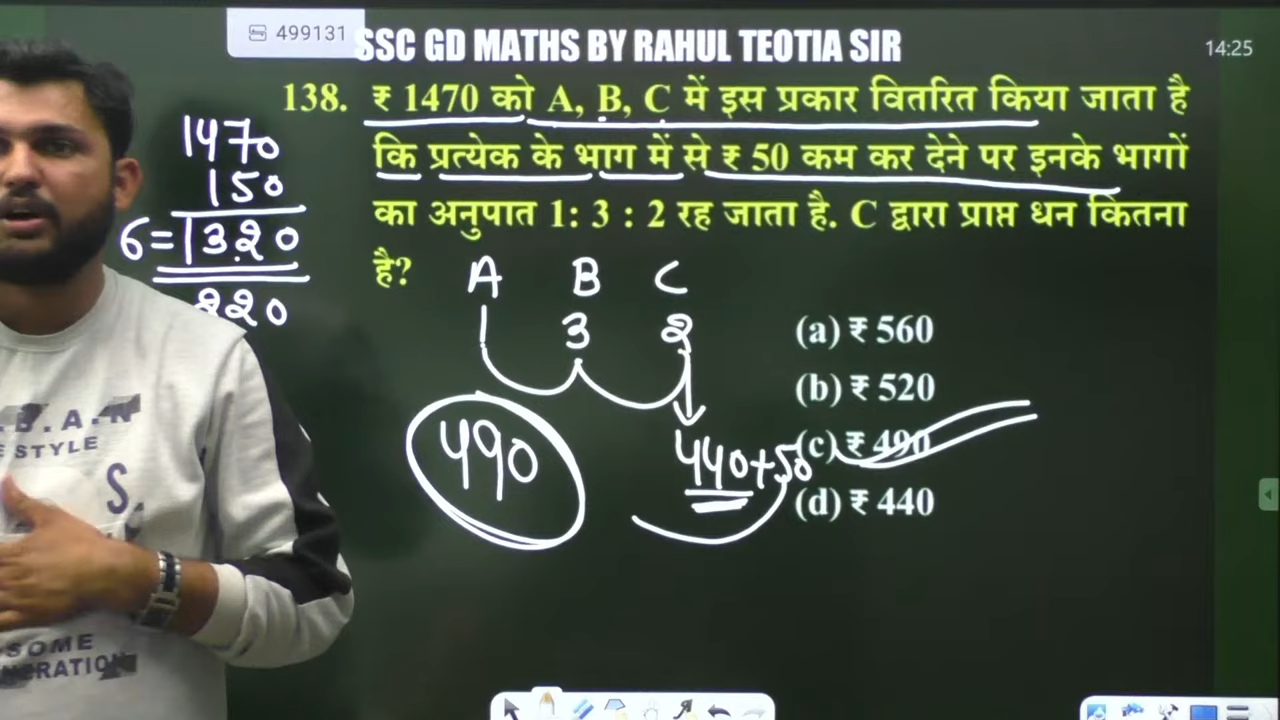 499131
SSC GD MATHS BY RAHUL TEOTIA SIR
14:25
138. ₹ 1470 को A, B, C में इस प्रकार वितरित किया जाता है
कि प्रत्येक के भाग में से ₹ 50 कम कर देने पर इनके भागों
का अनुपात 1: 3 : 2 रह जाता है. C द्वारा प्राप्त धन कितना
है?
1470
150
6=1320
220
A B C
1 3 2
490
440+50
(a) ₹ 560
(b) ₹ 520
(c) ₹ 490
(d) ₹ 440
STYLE
S.
SOME